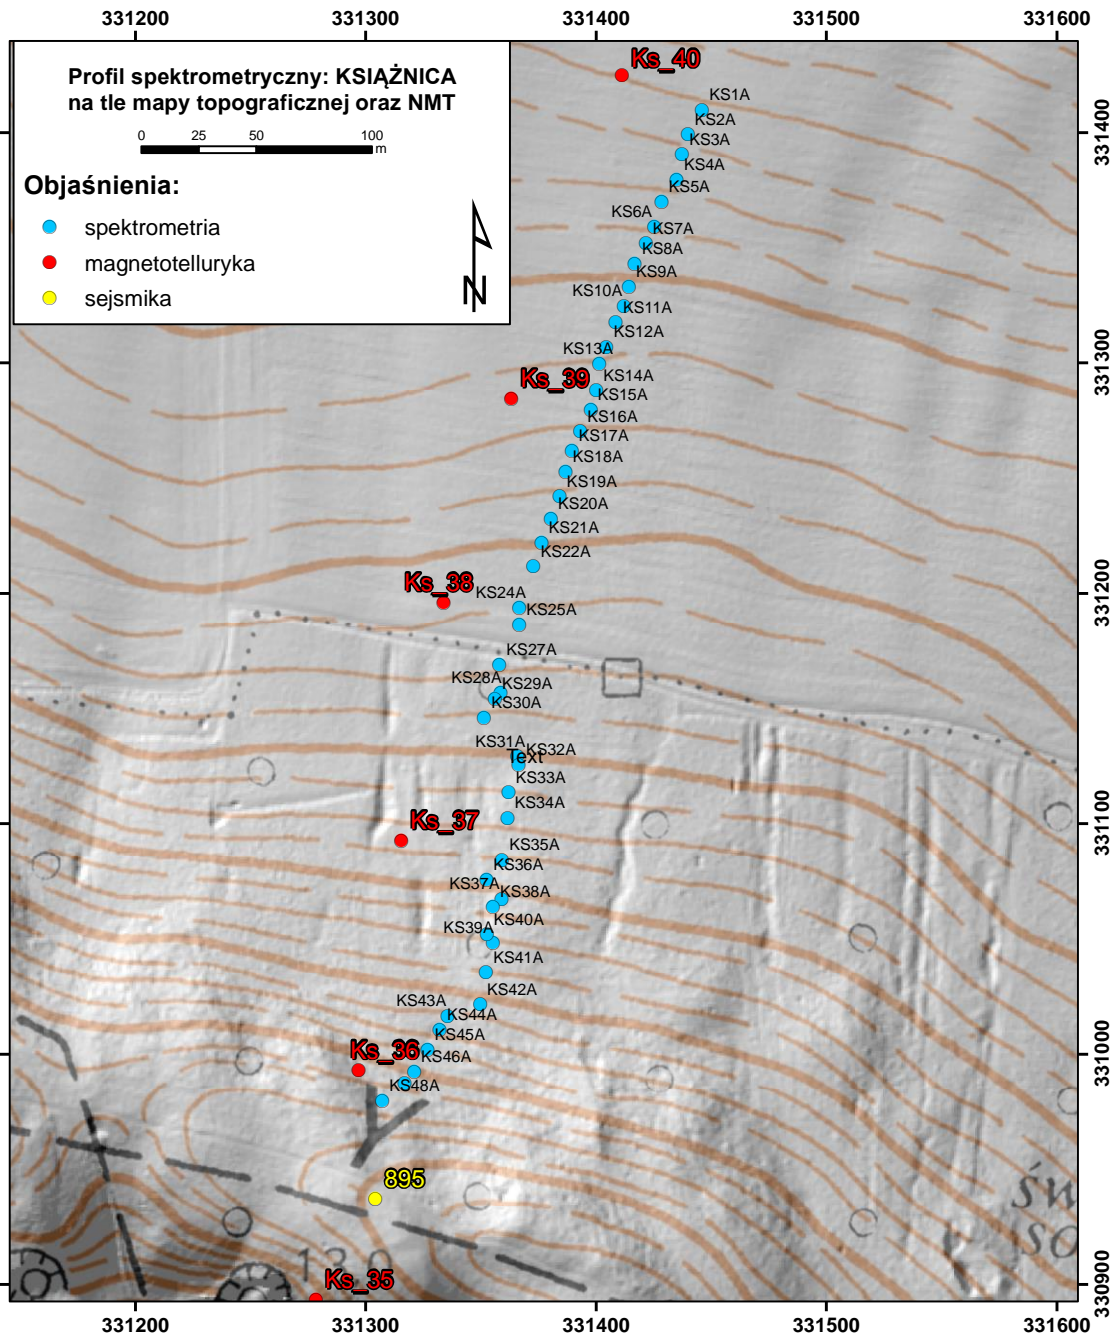 331200 331300 331400 331500 331600
Profil spektrometryczny: KSIĄŻNICA
na tle mapy topograficznej oraz NMT
0 25 50 100
m
Objaśnienia:
spektrometria
magnetotelluryka
sejsmika
N
Ks_40
KS1A
KS2A
KS3A
KS4A
KS5A
KS6A
KS7A
KS8A
KS9A
KS10A
KS11A
KS12A
KS13A
Ks_39
KS14A
KS15A
KS16A
KS17A
KS18A
KS19A
KS20A
KS21A
KS22A
Ks_38
KS24A
KS25A
KS27A
KS28A
KS29A
KS30A
KS31A
KS32A
Text
KS33A
KS34A
Ks_37
KS35A
KS36A
KS37A
KS38A
KS40A
KS39A
KS41A
KS42A
KS43A
KS44A
KS45A
Ks_36
KS46A
KS48A
895
św
so
120
Ks_35
331400
331300
331200
331100
331000
330900
331200 331300 331400 331500 331600